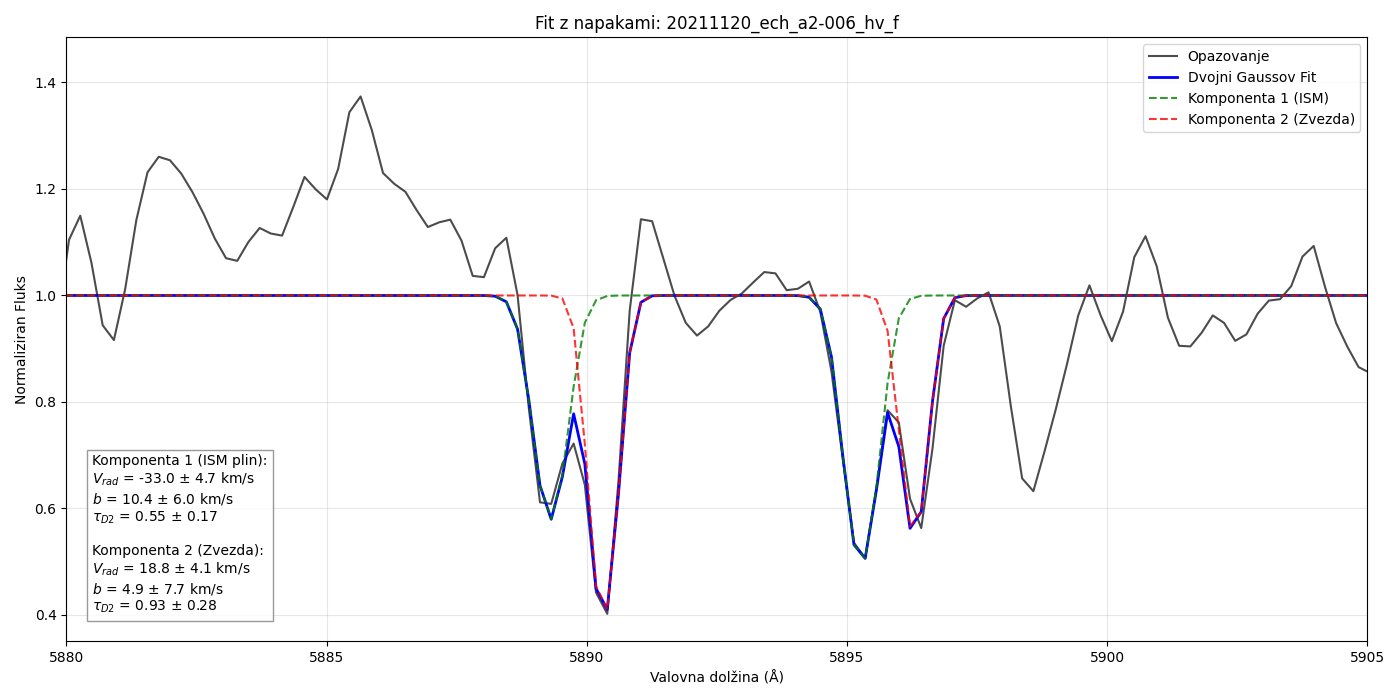 Fit z napakami: 20211120_ech_a2-006_hv_f
Normaliziran Fluks
1.4
1.2
1.0
0.8
0.6
0.4
Opazovanje
Dvojni Gaussov Fit
Komponenta 1 (ISM)
Komponenta 2 (Zvezda)
Komponenta 1 (ISM plin):
V_rad = -33.0 ± 4.7 km/s
b = 10.4 ± 6.0 km/s
τ_D2 = 0.55 ± 0.17
Komponenta 2 (Zvezda):
V_rad = 18.8 ± 4.1 km/s
b = 4.9 ± 7.7 km/s
τ_D2 = 0.93 ± 0.28
5880 5885 5890 5895 5900 5905
Valovna dolžina (Å)